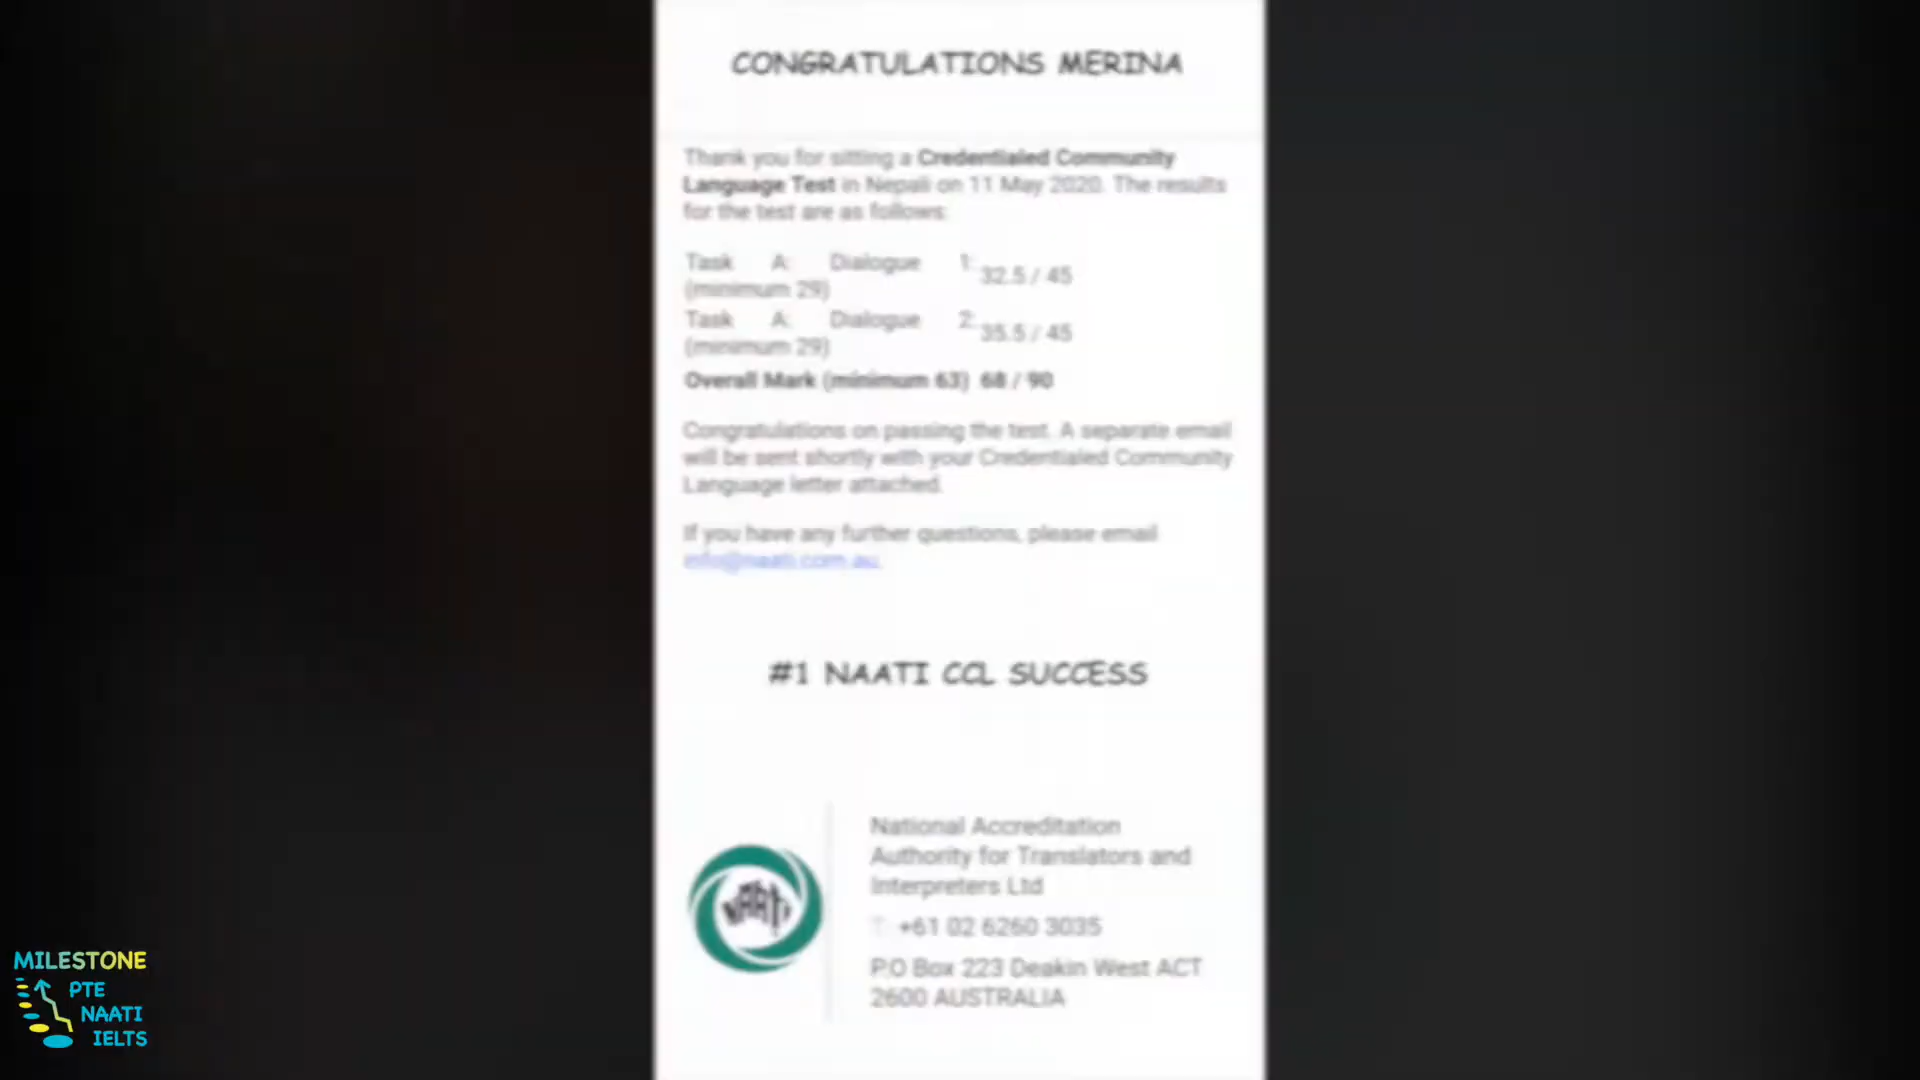 CONGRATULATIONS MERINA
Thank you for sitting a Credentialed Community
Language Test in Nepali on 11 May 2020. The results
for the test are as follows:
Task A: Dialogue 1:
(minimum 29)
32.5 / 45
Task A: Dialogue 2:
(minimum 29)
35.5 / 45
Overall Mark (minimum 63) 68 / 90
Congratulations on passing the test. A separate email
will be sent shortly with your Credentialed Community
Language letter attached.
If you have any further questions, please email
info@naati.com.au.
#1 NAATI CCL SUCCESS
NAATI
National Accreditation
Authority for Translators and
Interpreters Ltd
T: +61 02 6260 3035
P.O Box 223 Deakin West ACT
2600 AUSTRALIA
MILESTONE
PTE
NAATI
IELTS